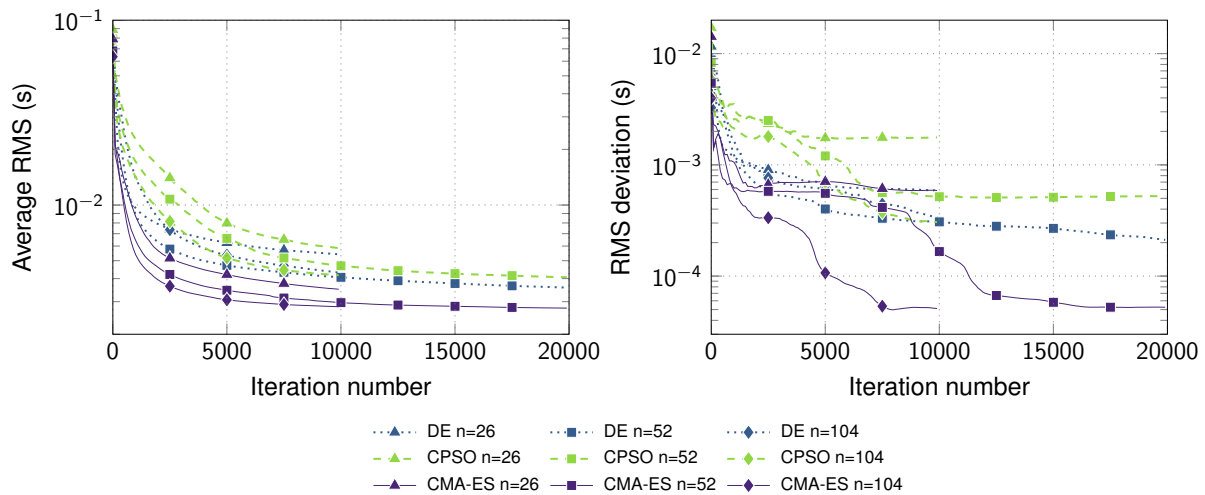 10⁻¹
10⁻²
Average RMS (s)
0 5000 10000 15000 20000
Iteration number
10⁻²
10⁻³
10⁻⁴
RMS deviation (s)
0 5000 10000 15000 20000
Iteration number
DE n=26 DE n=52 DE n=104
CPSO n=26 CPSO n=52 CPSO n=104
CMA-ES n=26 CMA-ES n=52 CMA-ES n=104